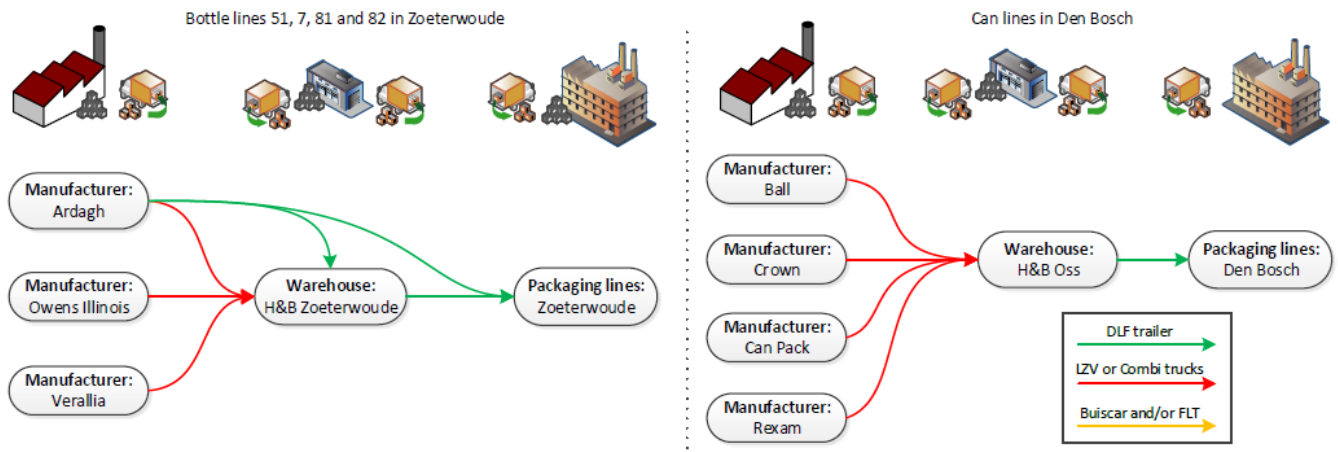 Bottle lines 51, 7, 81 and 82 in Zoeterwoude
Manufacturer:
Ardagh
Manufacturer:
Owens Illinois
Manufacturer:
Verallia
Warehouse:
H&B Zoeterwoude
Packaging lines:
Zoeterwoude
Can lines in Den Bosch
Manufacturer:
Ball
Manufacturer:
Crown
Manufacturer:
Can Pack
Manufacturer:
Rexam
Warehouse:
H&B Oss
Packaging lines:
Den Bosch
DLF trailer
LZV or Combi trucks
Buiscar and/or FLT